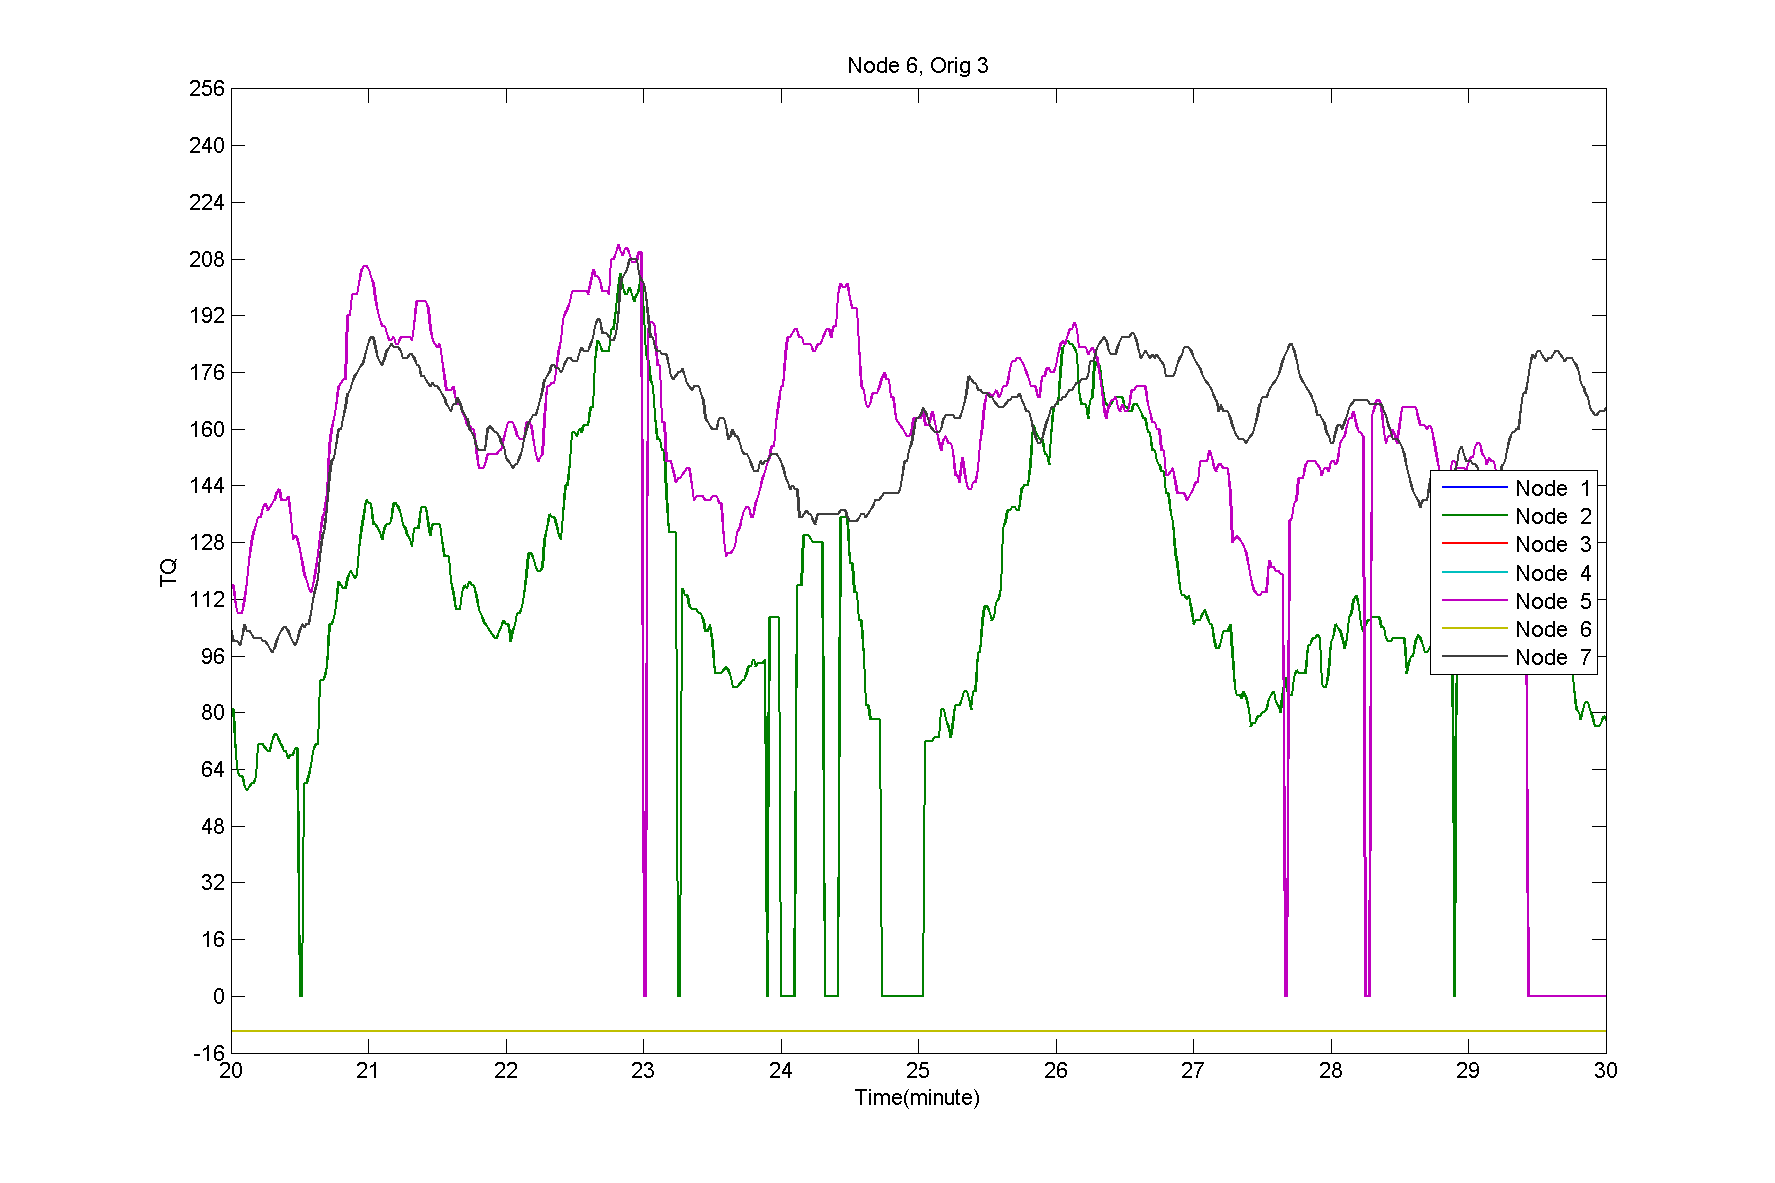 Node 6, Orig 3
256
240
224
208
192
176
160
144
128
112
96
80
64
48
32
16
0
-16
TQ
Node 1
Node 2
Node 3
Node 4
Node 5
Node 6
Node 7
20 21 22 23 24 25 26 27 28 29 30
Time(minute)